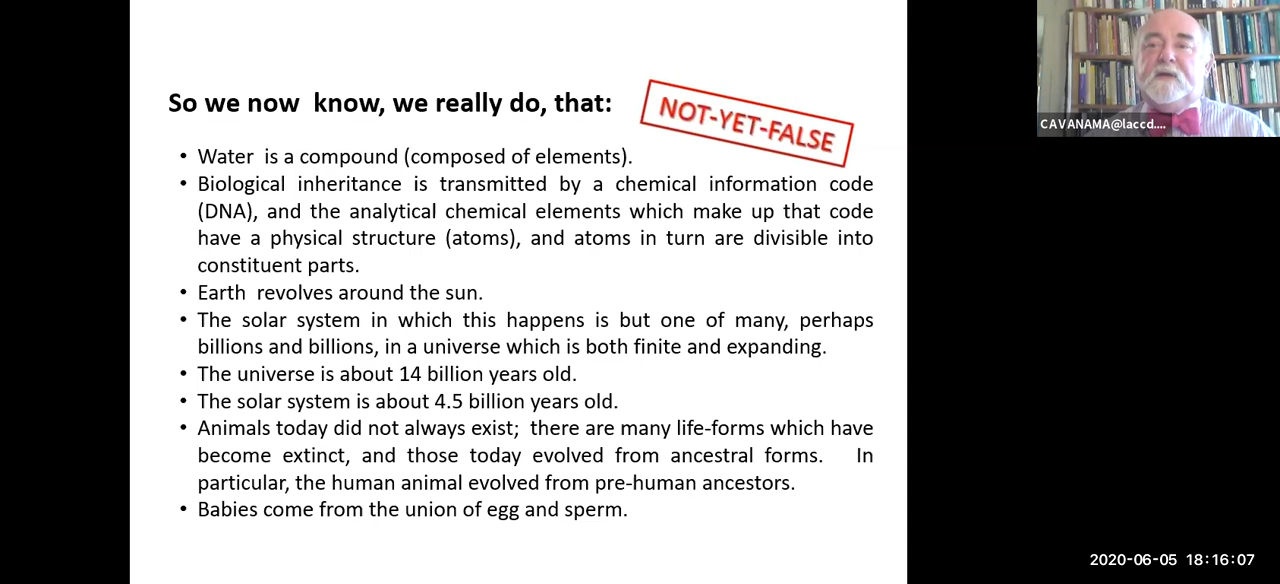 So we now know, we really do, that:
NOT-YET-FALSE
CAVANAMA@laccd....
• Water is a compound (composed of elements).
• Biological inheritance is transmitted by a chemical information code
(DNA), and the analytical chemical elements which make up that code
have a physical structure (atoms), and atoms in turn are divisible into
constituent parts.
• Earth revolves around the sun.
• The solar system in which this happens is but one of many, perhaps
billions and billions, in a universe which is both finite and expanding.
• The universe is about 14 billion years old.
• The solar system is about 4.5 billion years old.
• Animals today did not always exist; there are many life-forms which have
become extinct, and those today evolved from ancestral forms. In
particular, the human animal evolved from pre-human ancestors.
• Babies come from the union of egg and sperm.
2020-06-05 18:16:07